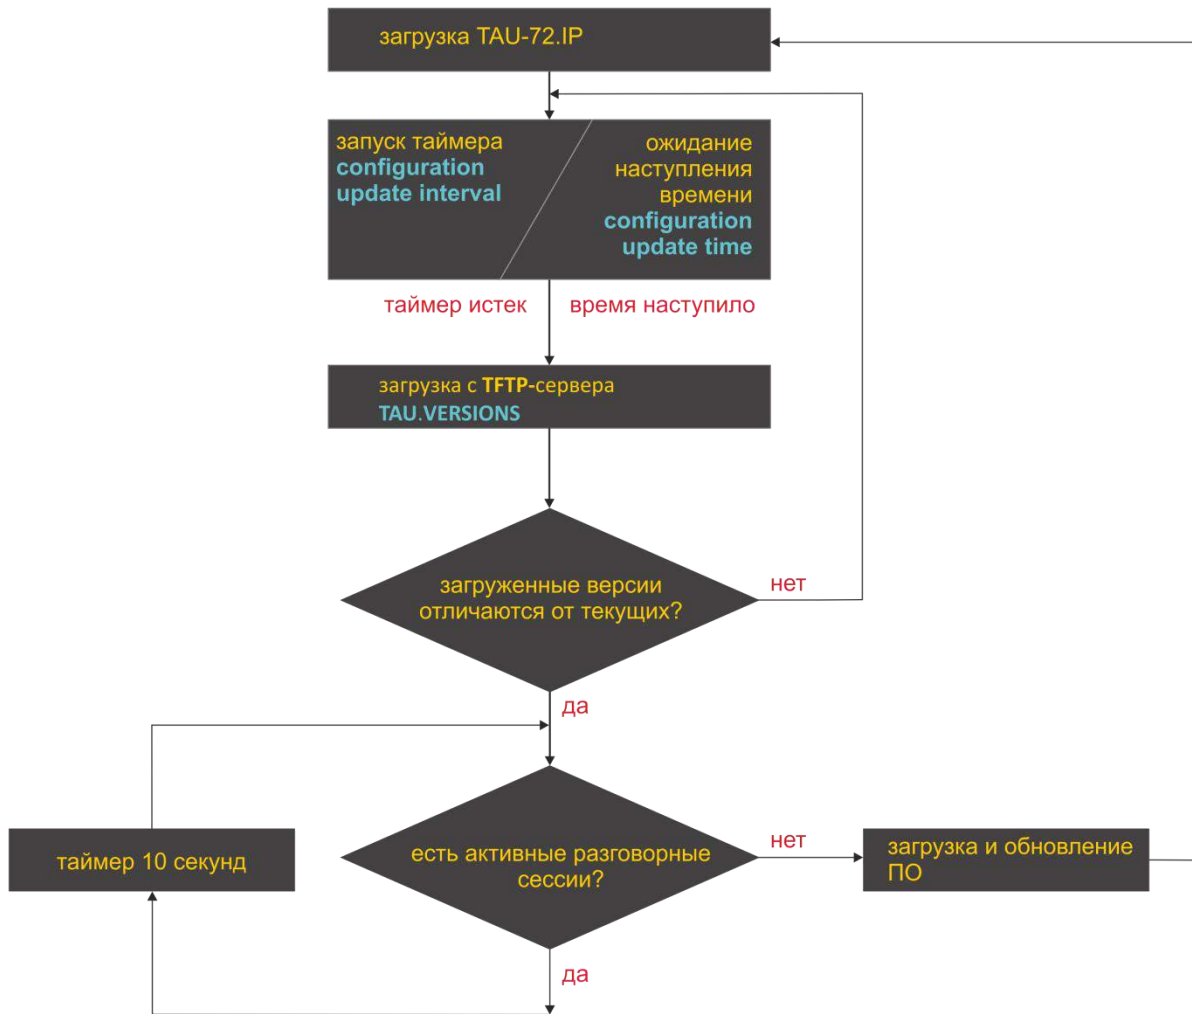 загрузка TAU-72.IP
запуск таймера
configuration
update interval
ожидание
наступления
времени
configuration
update time
таймер истек
время наступило
загрузка с TFTP-сервера
TAU.VERSIONS
загруженные версии
отличаются от текущих?
нет
да
есть активные разговорные
сессии?
нет
загрузка и обновление
ПО
таймер 10 секунд
да